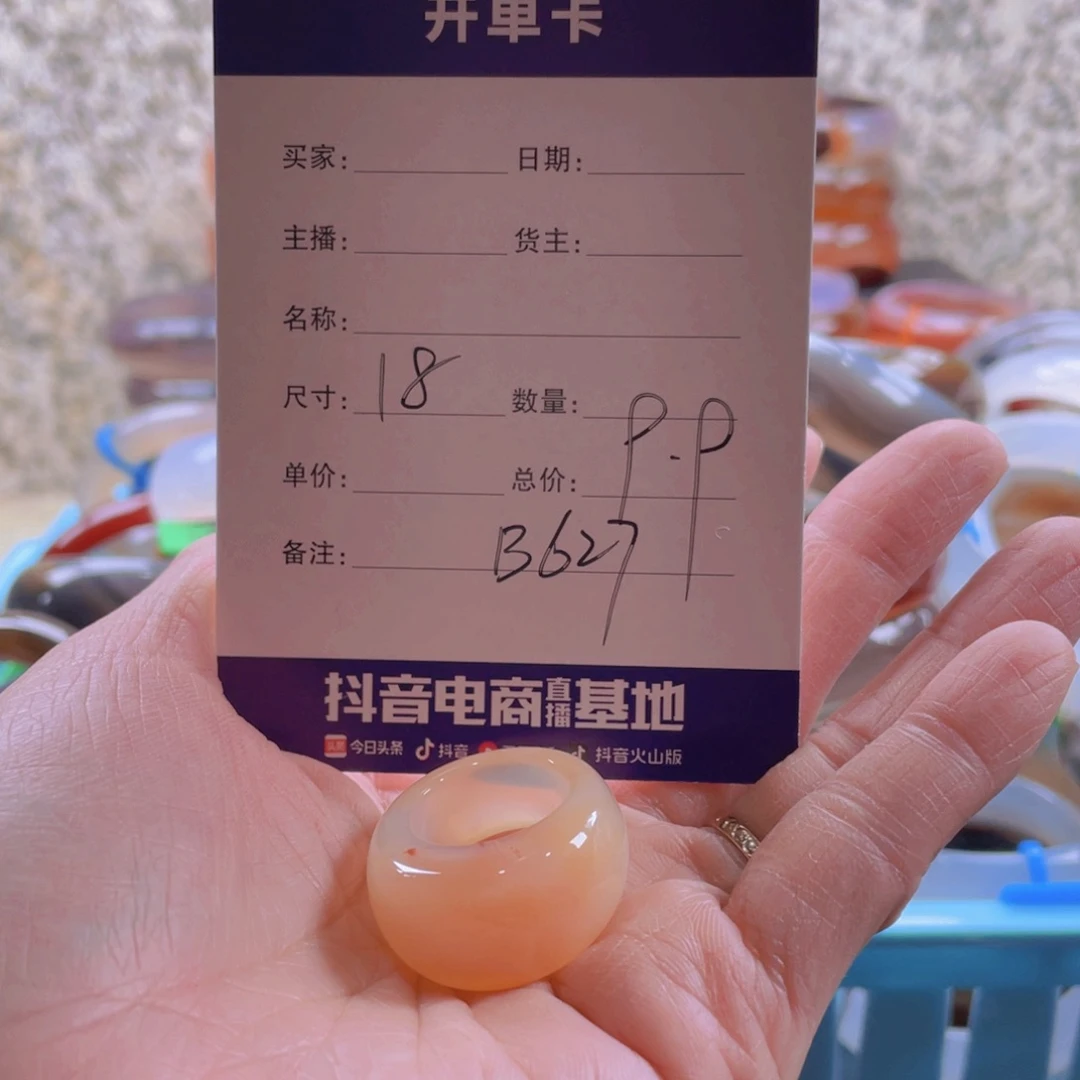 开单卡
买家: 日期:
主播: 货主:
名称:
尺寸: 18 数量:
单价: 总价: 9.9
备注: B627
抖音电商直播基地
今日头条 抖音 抖音火山版